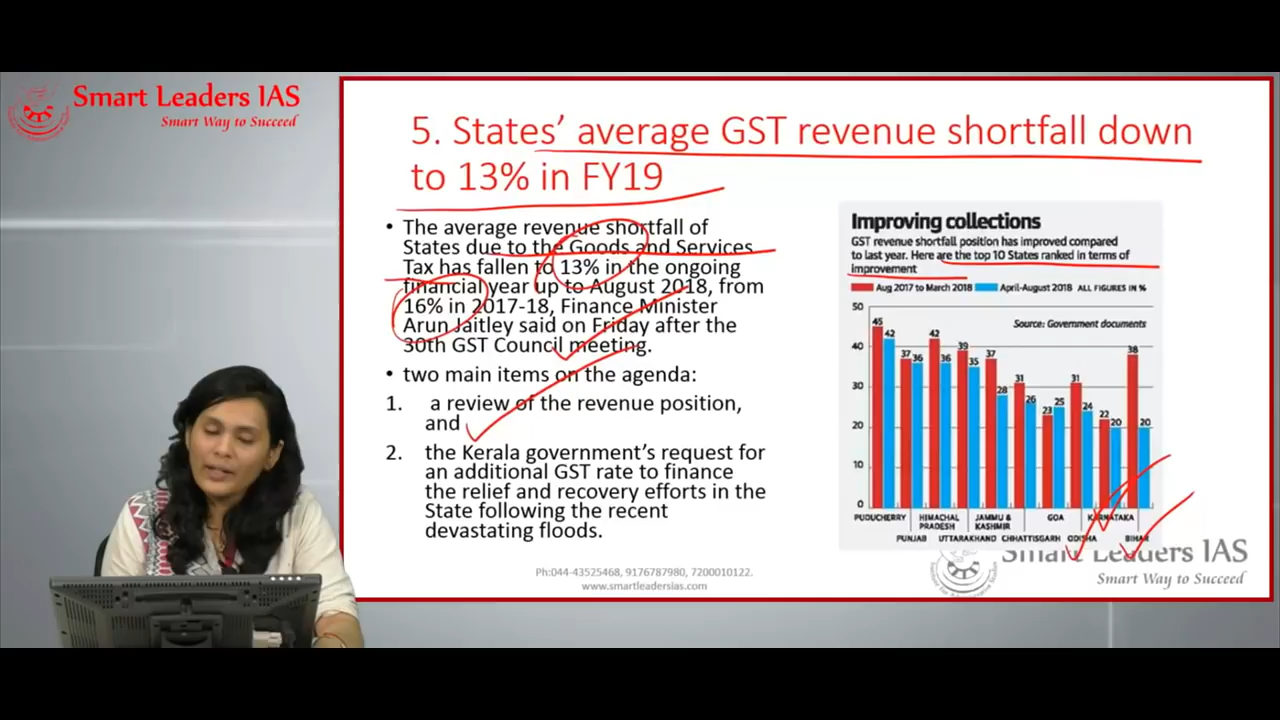 Smart Leaders IAS
Smart Way to Succeed
5. States' average GST revenue shortfall down
to 13% in FY19
• The average revenue shortfall of
States due to the Goods and Services
Tax has fallen to 13% in the ongoing
financial year up to August 2018, from
16% in 2017-18, Finance Minister
Arun Jaitley said on Friday after the
30th GST Council meeting.
• two main items on the agenda:
1. a review of the revenue position,
and
2. the Kerala government's request for
an additional GST rate to finance
the relief and recovery efforts in the
State following the recent
devastating floods.
Improving collections
GST revenue shortfall position has improved compared
to last year. Here are the top 10 States ranked in terms of
improvement
Aug 2017 to March 2018 April-August 2018 ALL FIGURES IN %
Source: Government documents
50
40
30
20
10
0
45 42 37 36 42 36 39 35 37 28 31 26 23 25 31 24 22 20 38 20
PUDUCHERRY HIMACHAL PRADESH JAMMU & KASHMIR GOA KARNATAKA
PUNJAB UTTARAKHAND CHHATTISGARH ODISHA BIHAR
Smart Leaders IAS
Smart Way to Succeed
Ph:044-43525468, 9176787980, 7200010122.
www.smartleadersias.com